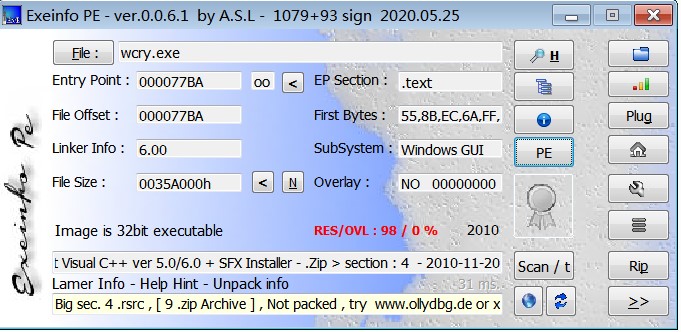 Exeinfo PE - ver.0.0.6.1  by A.S.L -  1079+93 sign  2020.05.25
File : wcry.exe H
Entry Point : 000077BA oo < EP Section : .text
File Offset : 000077BA First Bytes : 55,8B,EC,6A,FF, Plug
Linker Info : 6.00 SubSystem : Windows GUI PE
File Size : 0035A000h < N Overlay : NO 00000000
Image is 32bit executable RES/OVL : 98 / 0 % 2010
t Visual C++ ver 5.0/6.0 + SFX Installer - .Zip > section : 4 - 2010-11-20 Scan / t Rip
Lamer Info - Help Hint - Unpack info 31 ms.
Big sec. 4 .rsrc , [ 9 .zip Archive ] , Not packed , try www.ollydbg.de or x >>
Exeinfo Pe